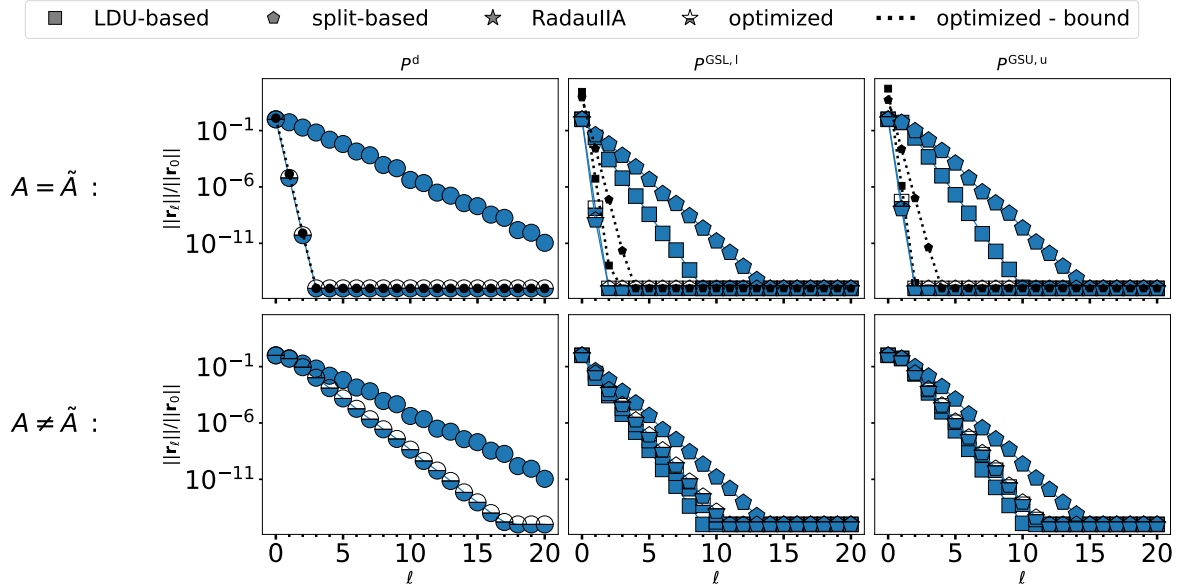 LDU-based split-based RadauIIA optimized optimized - bound
P^d P^{GSL, l} P^{GSU, u}
A = Ã :
||r_ℓ||/||r_0||
10^{-1}
10^{-6}
10^{-11}
A ≠ Ã :
||r_ℓ||/||r_0||
10^{-1}
10^{-6}
10^{-11}
0 5 10 15 20 0 5 10 15 20 0 5 10 15 20
ℓ ℓ ℓ